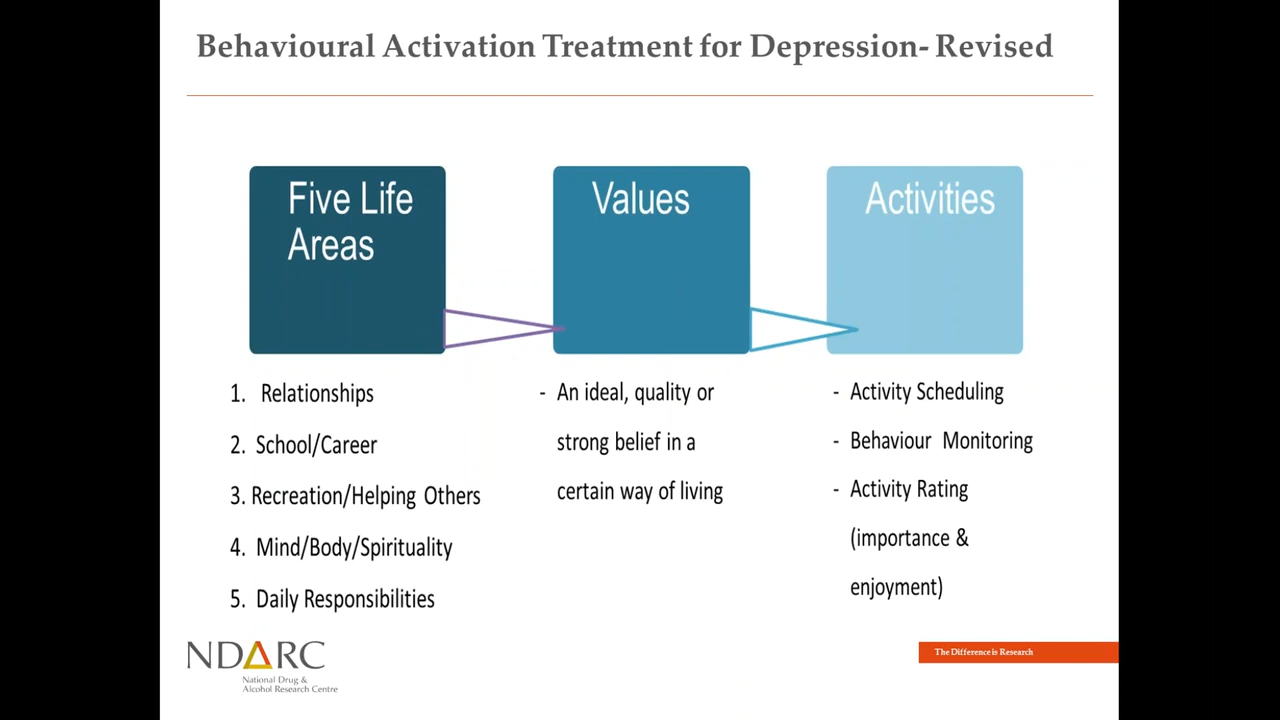 Behavioural Activation Treatment for Depression- Revised
Five Life
Areas
Values
Activities
1. Relationships
2. School/Career
3. Recreation/Helping Others
4. Mind/Body/Spirituality
5. Daily Responsibilities
- An ideal, quality or
strong belief in a
certain way of living
- Activity Scheduling
- Behaviour Monitoring
- Activity Rating
(importance &
enjoyment)
NDARC
National Drug &
Alcohol Research Centre
The Difference is Research